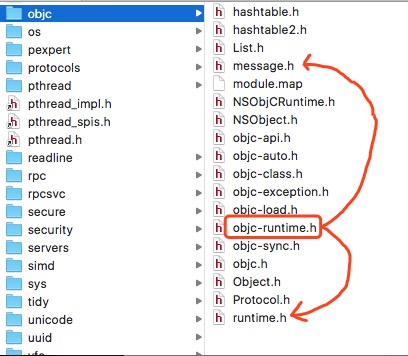 objc
os
pexpert
protocols
pthread
pthread_impl.h
pthread_spis.h
pthread.h
readline
rpc
rpcsvc
secure
security
servers
simd
sys
tidy
unicode
uuid
hashtable.h
hashtable2.h
List.h
message.h
module.map
NSObjCRuntime.h
NSObject.h
objc-api.h
objc-auto.h
objc-class.h
objc-exception.h
objc-load.h
objc-runtime.h
objc-sync.h
objc.h
Object.h
Protocol.h
runtime.h